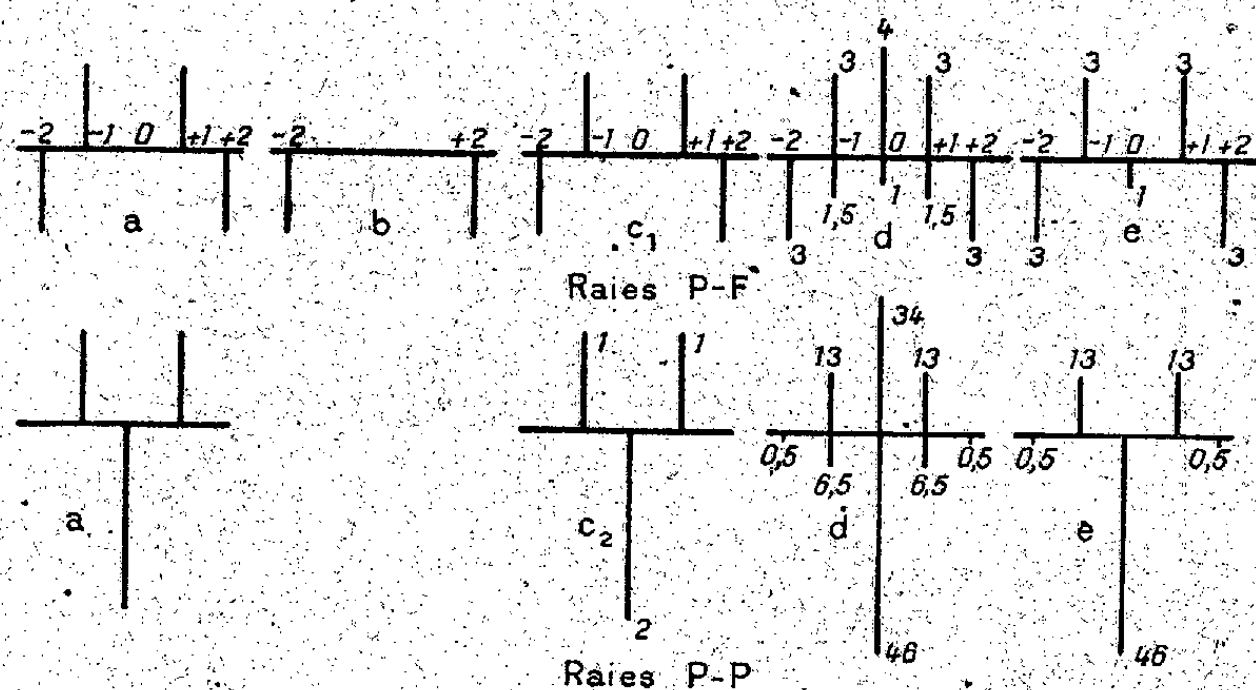 4
3 3 3 3
-2 -1 0 +1 +2 -2 +2 -2 -1 0 +1 +2 -2 -1 0 +1 +2 -2 -1 0 +1 +2
1,5 1 1,5 1
a b c₁ d e
3 3 3 3
Raies P-F
34
1 1 13 13 13 13
0,5 0,5 0,5 0,5
6,5 6,5
a c₂ d e
2
46 46
Raies P-P